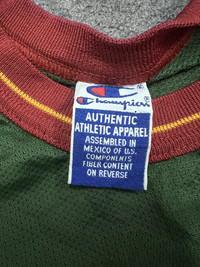 Champion
AUTHENTIC
ATHLETIC APPAREL
ASSEMBLED IN
MEXICO OF U.S.
COMPONENTS
FIBER CONTENT
ON REVERSE